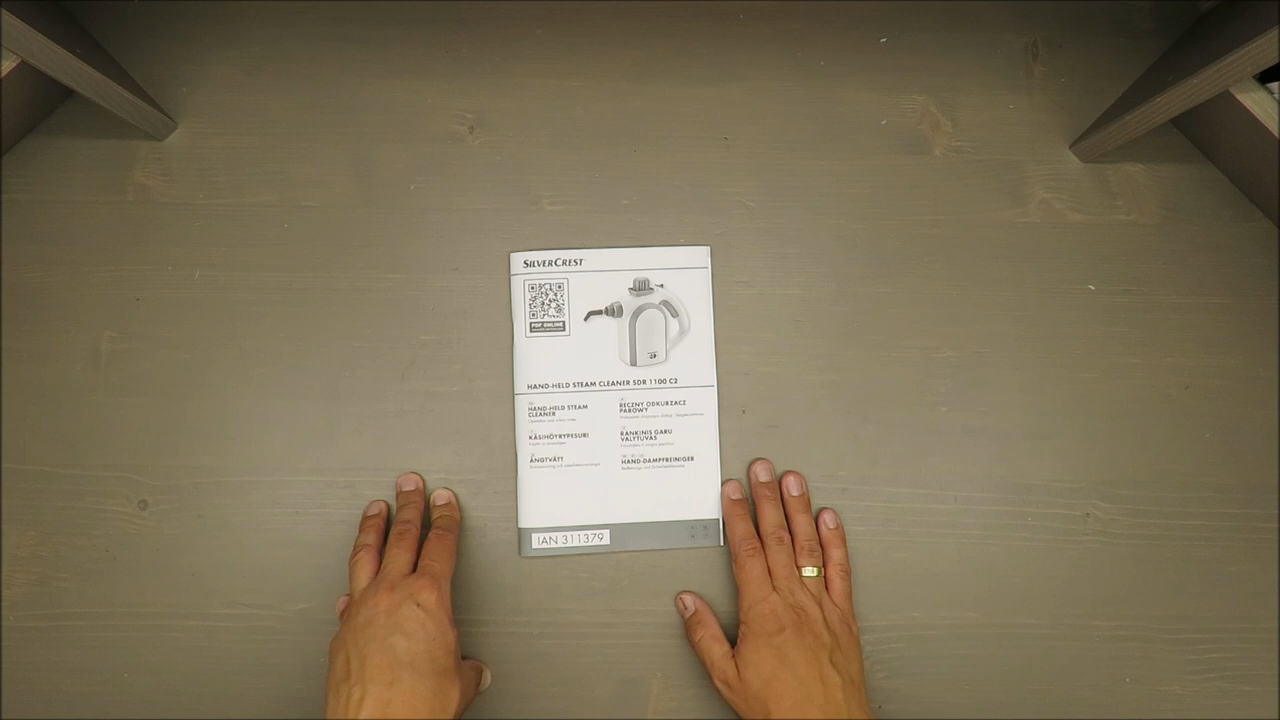 SILVERCREST
PDF ONLINE
HAND-HELD STEAM CLEANER SDR 1100 C2
HAND-HELD STEAM
CLEANER
KÄSIHÖYRYPESURI
ÅNGTVÄTT
RĘCZNY ODKURZACZ
PAROWY
RANKINIS GARŲ
VALYTUVAS
HAND-DAMPFREINIGER
IAN 311379